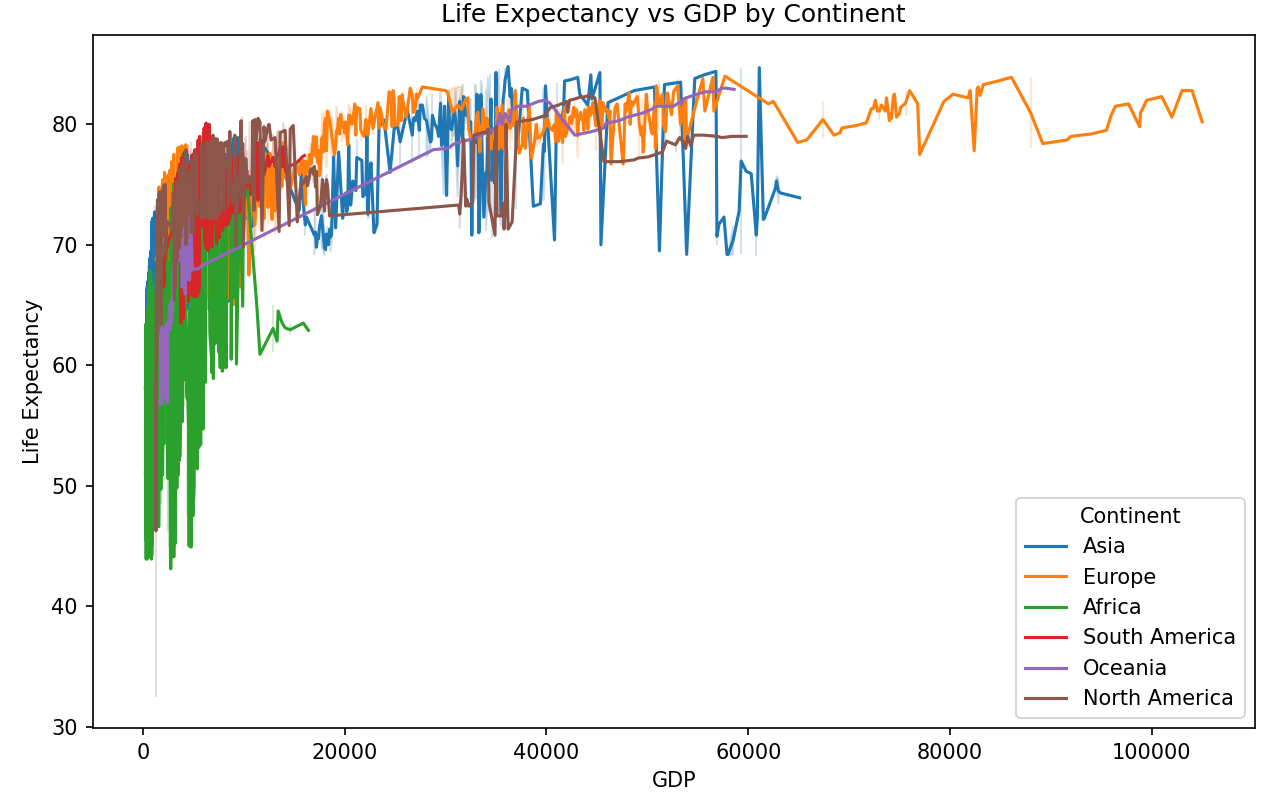 Life Expectancy vs GDP by Continent
Life Expectancy
80
70
60
50
40
30
0 20000 40000 60000 80000 100000
GDP
Continent
Asia
Europe
Africa
South America
Oceania
North America